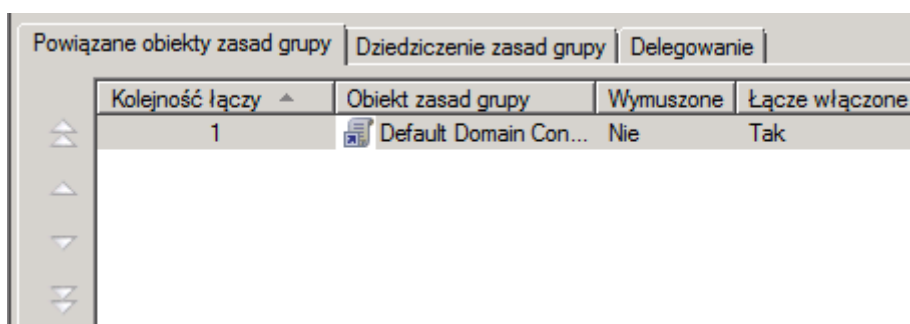 Powiązane obiekty zasad grupy Dziedziczenie zasad grupy Delegowanie
Kolejność łączy Obiekt zasad grupy Wymuszone Łącze włączone
1 Default Domain Con... Nie Tak